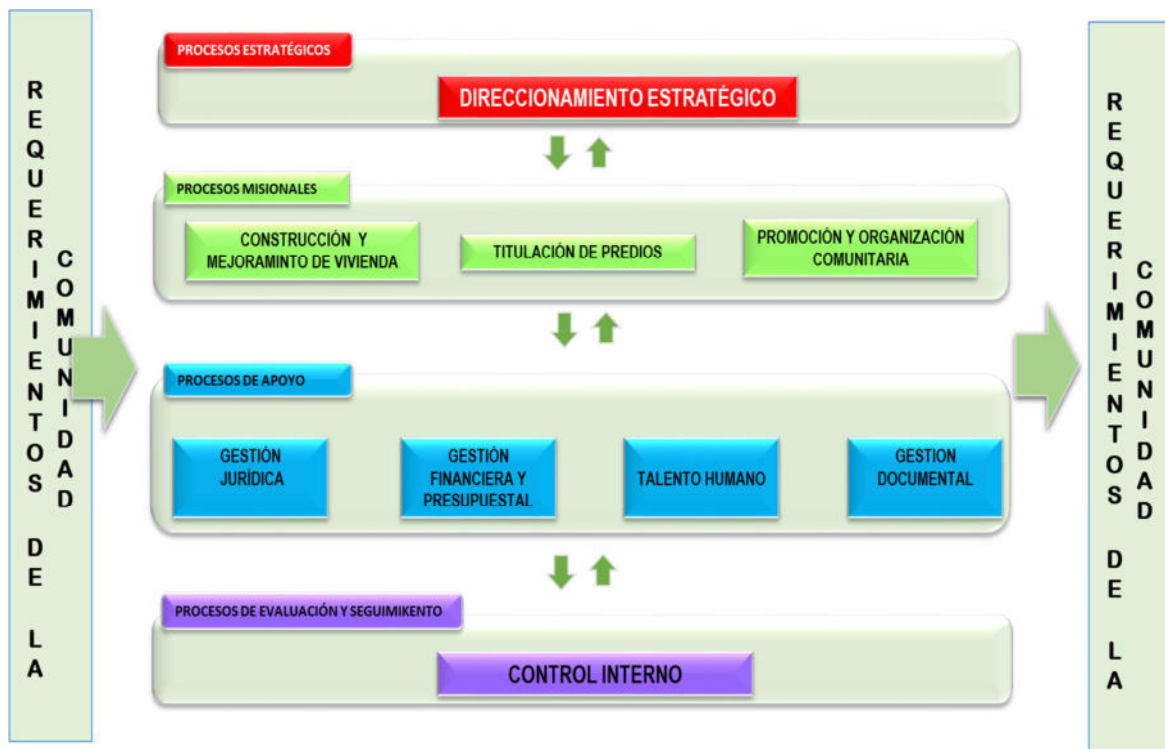 REQUERIMIENTOS DE LA
COMUNIDAD
PROCESOS ESTRATÉGICOS
DIRECCIONAMIENTO ESTRATÉGICO
PROCESOS MISIONALES
CONSTRUCCIÓN Y
MEJORAMINTO DE VIVIENDA
TITULACIÓN DE PREDIOS
PROMOCIÓN Y ORGANIZACIÓN
COMUNITARIA
PROCESOS DE APOYO
GESTIÓN
JURÍDICA
GESTIÓN
FINANCIERA Y
PRESUPUESTAL
TALENTO HUMANO
GESTION
DOCUMENTAL
PROCESOS DE EVALUACIÓN Y SEGUIMIKENTO
CONTROL INTERNO
REQUERIMIENTOS DE LA
COMUNIDAD